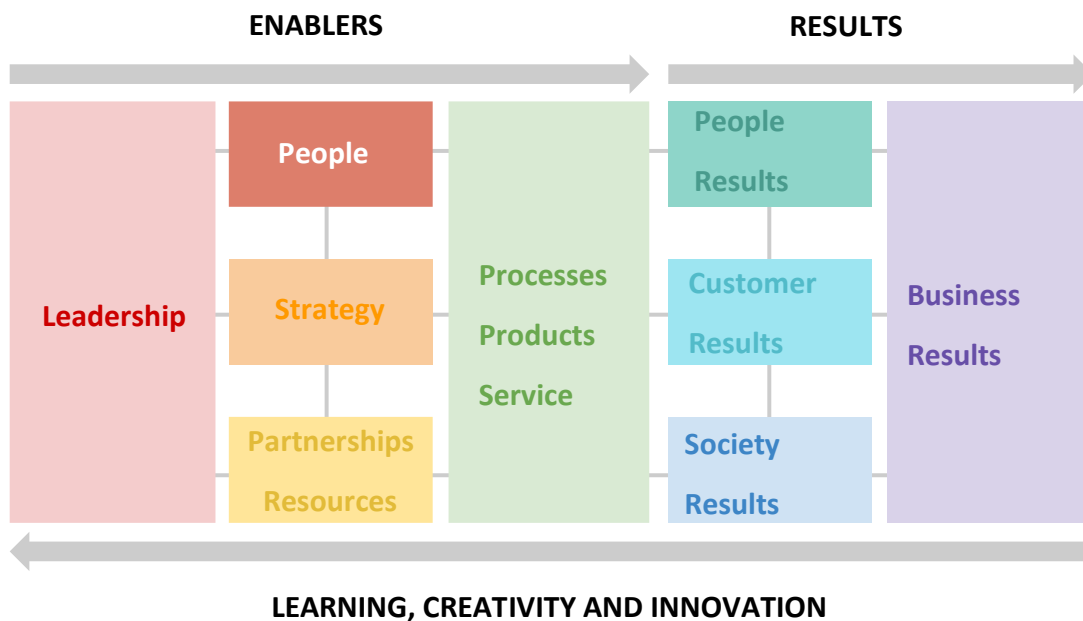 ENABLERS
RESULTS
People
People
Results
Leadership
Strategy
Processes
Products
Service
Customer
Results
Business
Results
Partnerships
Resources
Society
Results
LEARNING, CREATIVITY AND INNOVATION